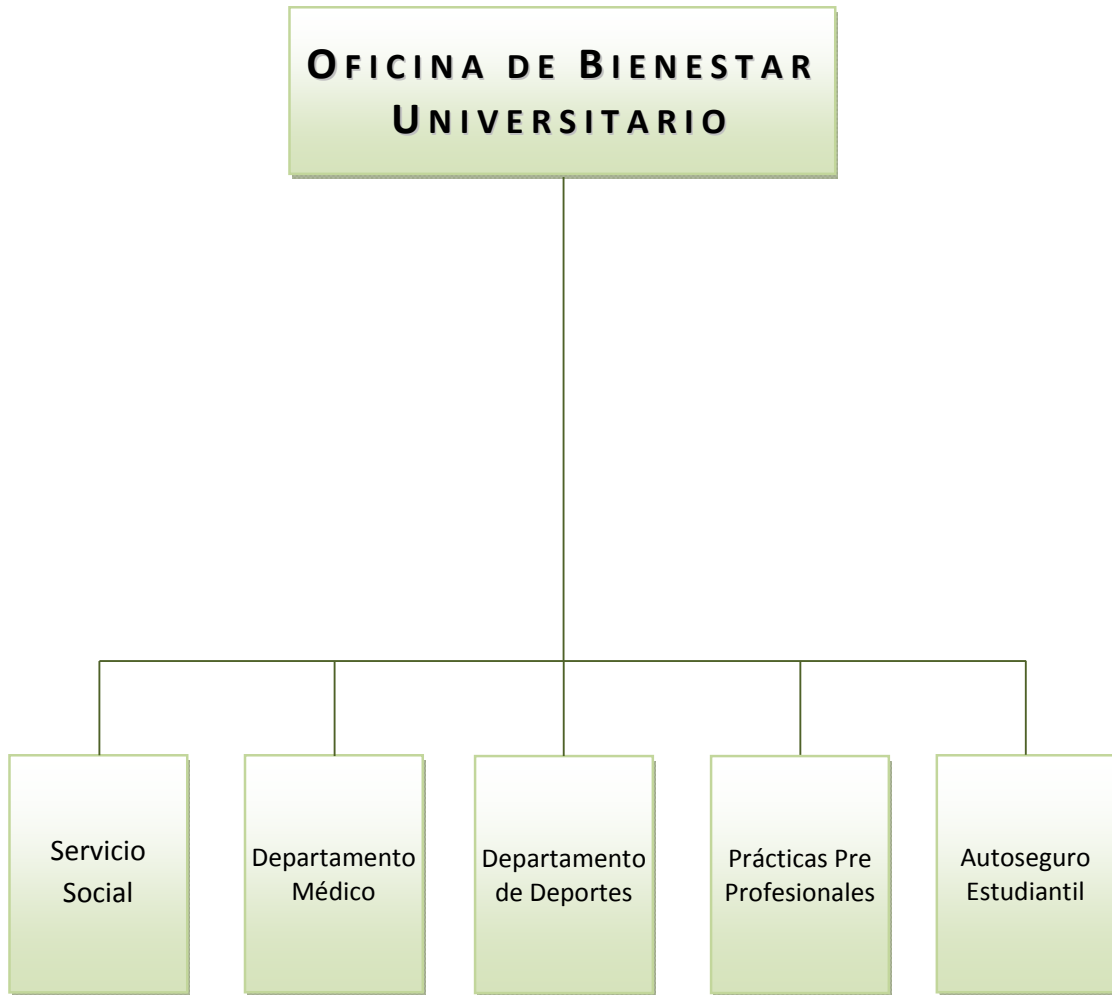 OFICINA DE BIENESTAR
UNIVERSITARIO
Servicio
Social
Departamento
Médico
Departamento
de Deportes
Prácticas Pre
Profesionales
Autoseguro
Estudiantil